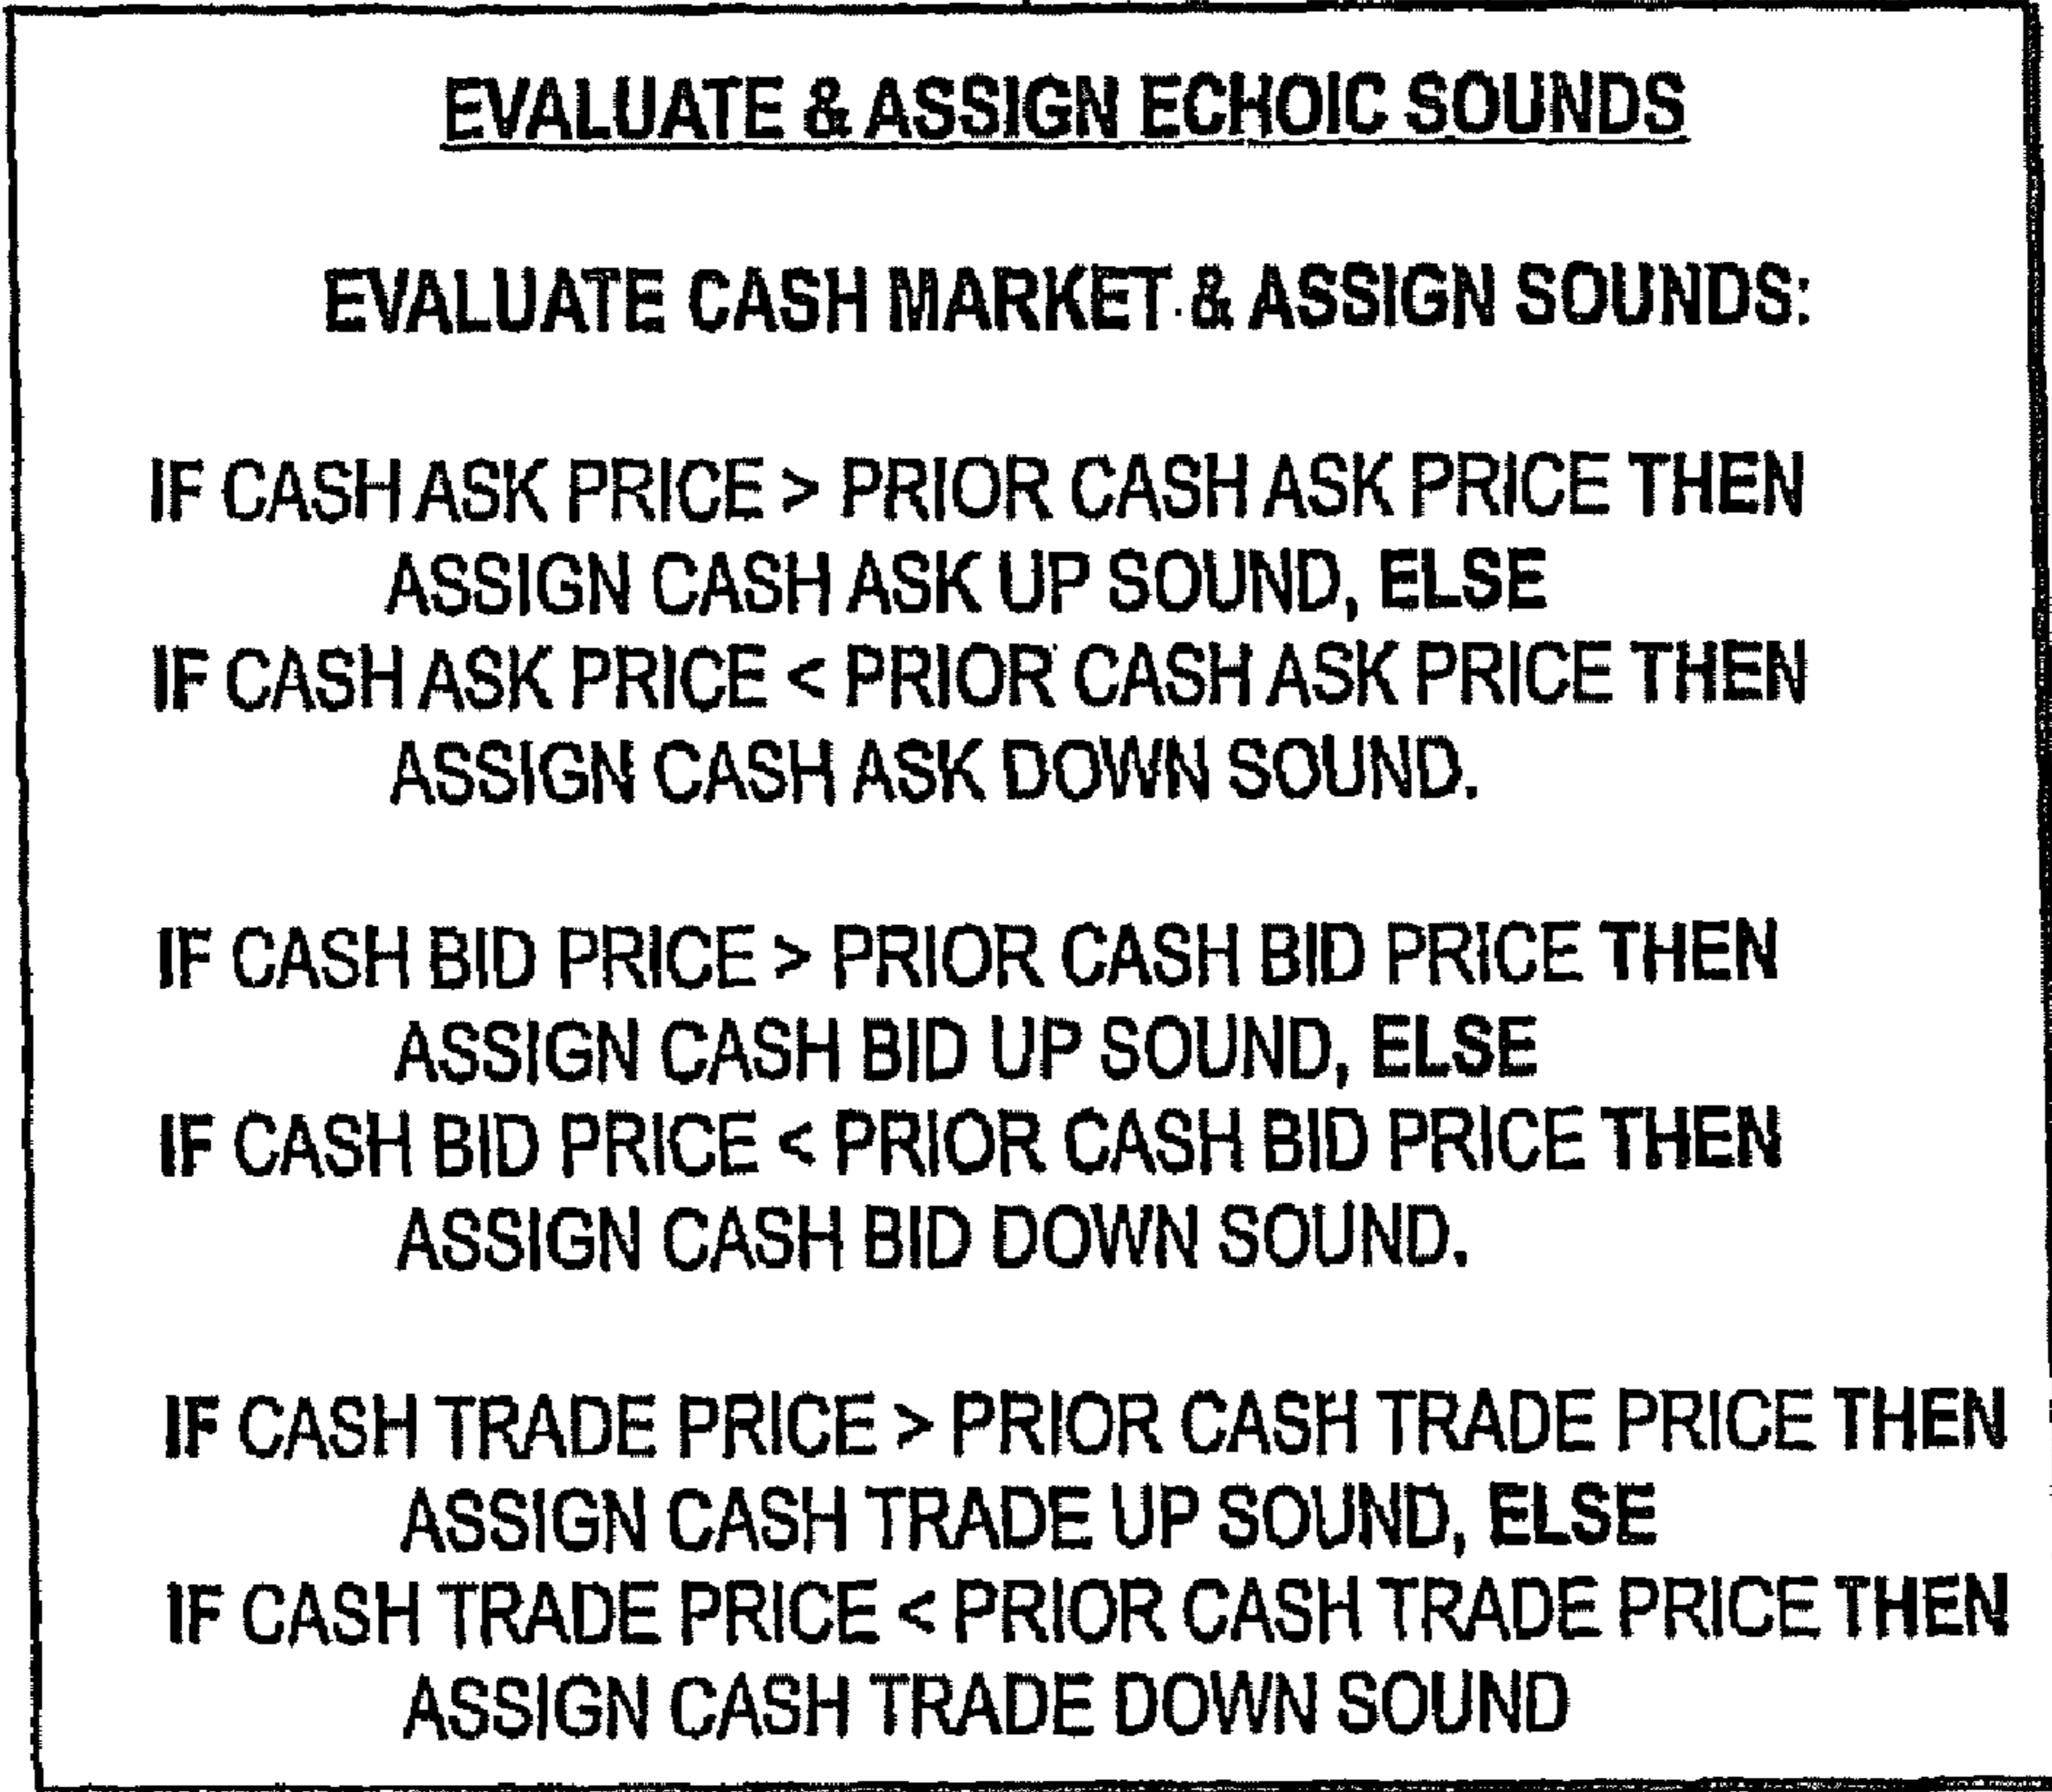 EVALUATE & ASSIGN ECHOIC SOUNDS
EVALUATE CASH MARKET & ASSIGN SOUNDS:
IF CASH ASK PRICE > PRIOR CASH ASK PRICE THEN
ASSIGN CASH ASK UP SOUND, ELSE
IF CASH ASK PRICE < PRIOR CASH ASK PRICE THEN
ASSIGN CASH ASK DOWN SOUND.
IF CASH BID PRICE > PRIOR CASH BID PRICE THEN
ASSIGN CASH BID UP SOUND, ELSE
IF CASH BID PRICE < PRIOR CASH BID PRICE THEN
ASSIGN CASH BID DOWN SOUND.
IF CASH TRADE PRICE > PRIOR CASH TRADE PRICE THEN
ASSIGN CASH TRADE UP SOUND, ELSE
IF CASH TRADE PRICE < PRIOR CASH TRADE PRICE THEN
ASSIGN CASH TRADE DOWN SOUND